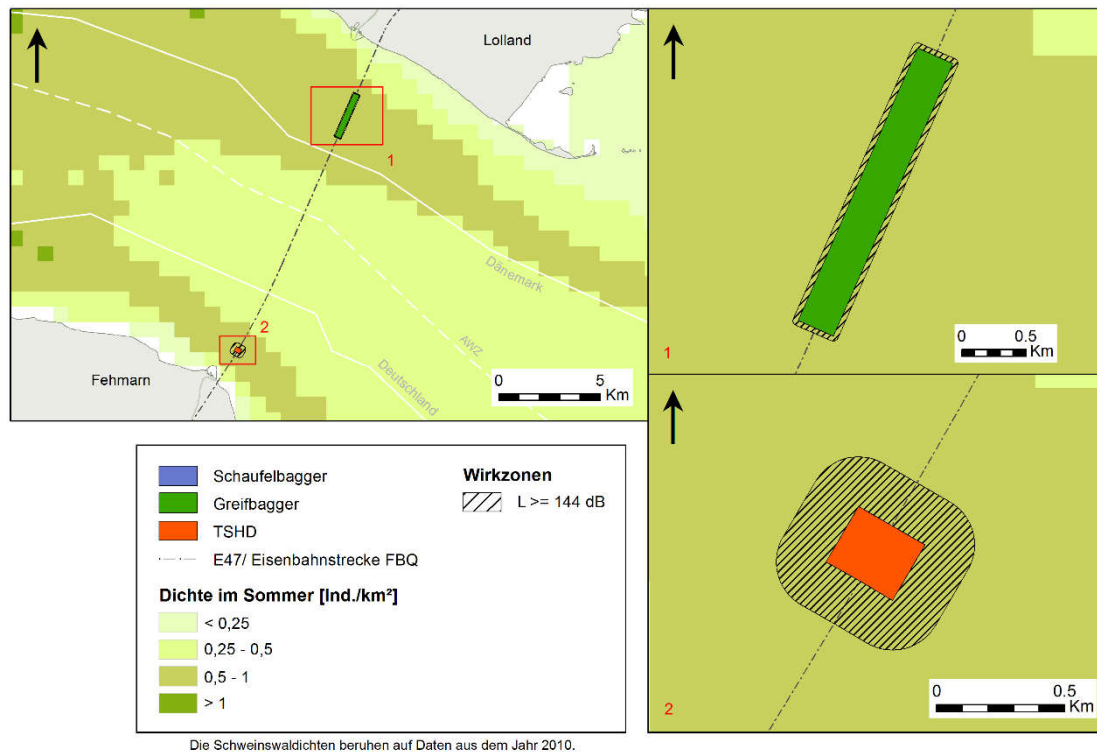 Lolland
1
Dänemark
AWZ
Deutschland
2
Fehmarn
0 5
Km
0 0.5
Km
1
0 0.5
Km
2
Schaufelbagger
Greifbagger
TSHD
E47/ Eisenbahnstrecke FBQ
Wirkzonen
L >= 144 dB
Dichte im Sommer [Ind./km²]
< 0,25
0,25 - 0,5
0,5 - 1
> 1
Die Schweinswaldichten beruhen auf Daten aus dem Jahr 2010.